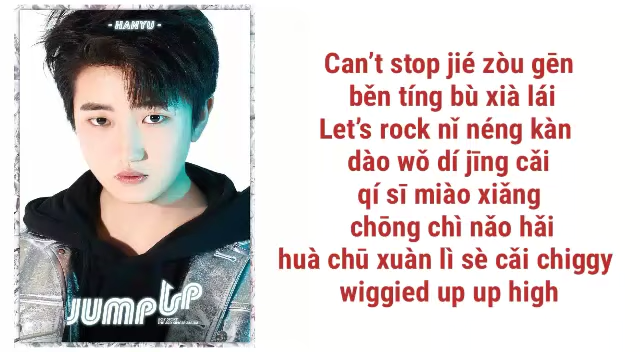 - HANYU -
JUMP UP
Can’t stop jié zòu gēn
běn tíng bù xià lái
Let’s rock nǐ néng kàn
dào wǒ dí jīng cǎi
qí sī miào xiǎng
chōng chì nǎo hǎi
huà chū xuàn lì sè cǎi chiggy
wiggied up up high